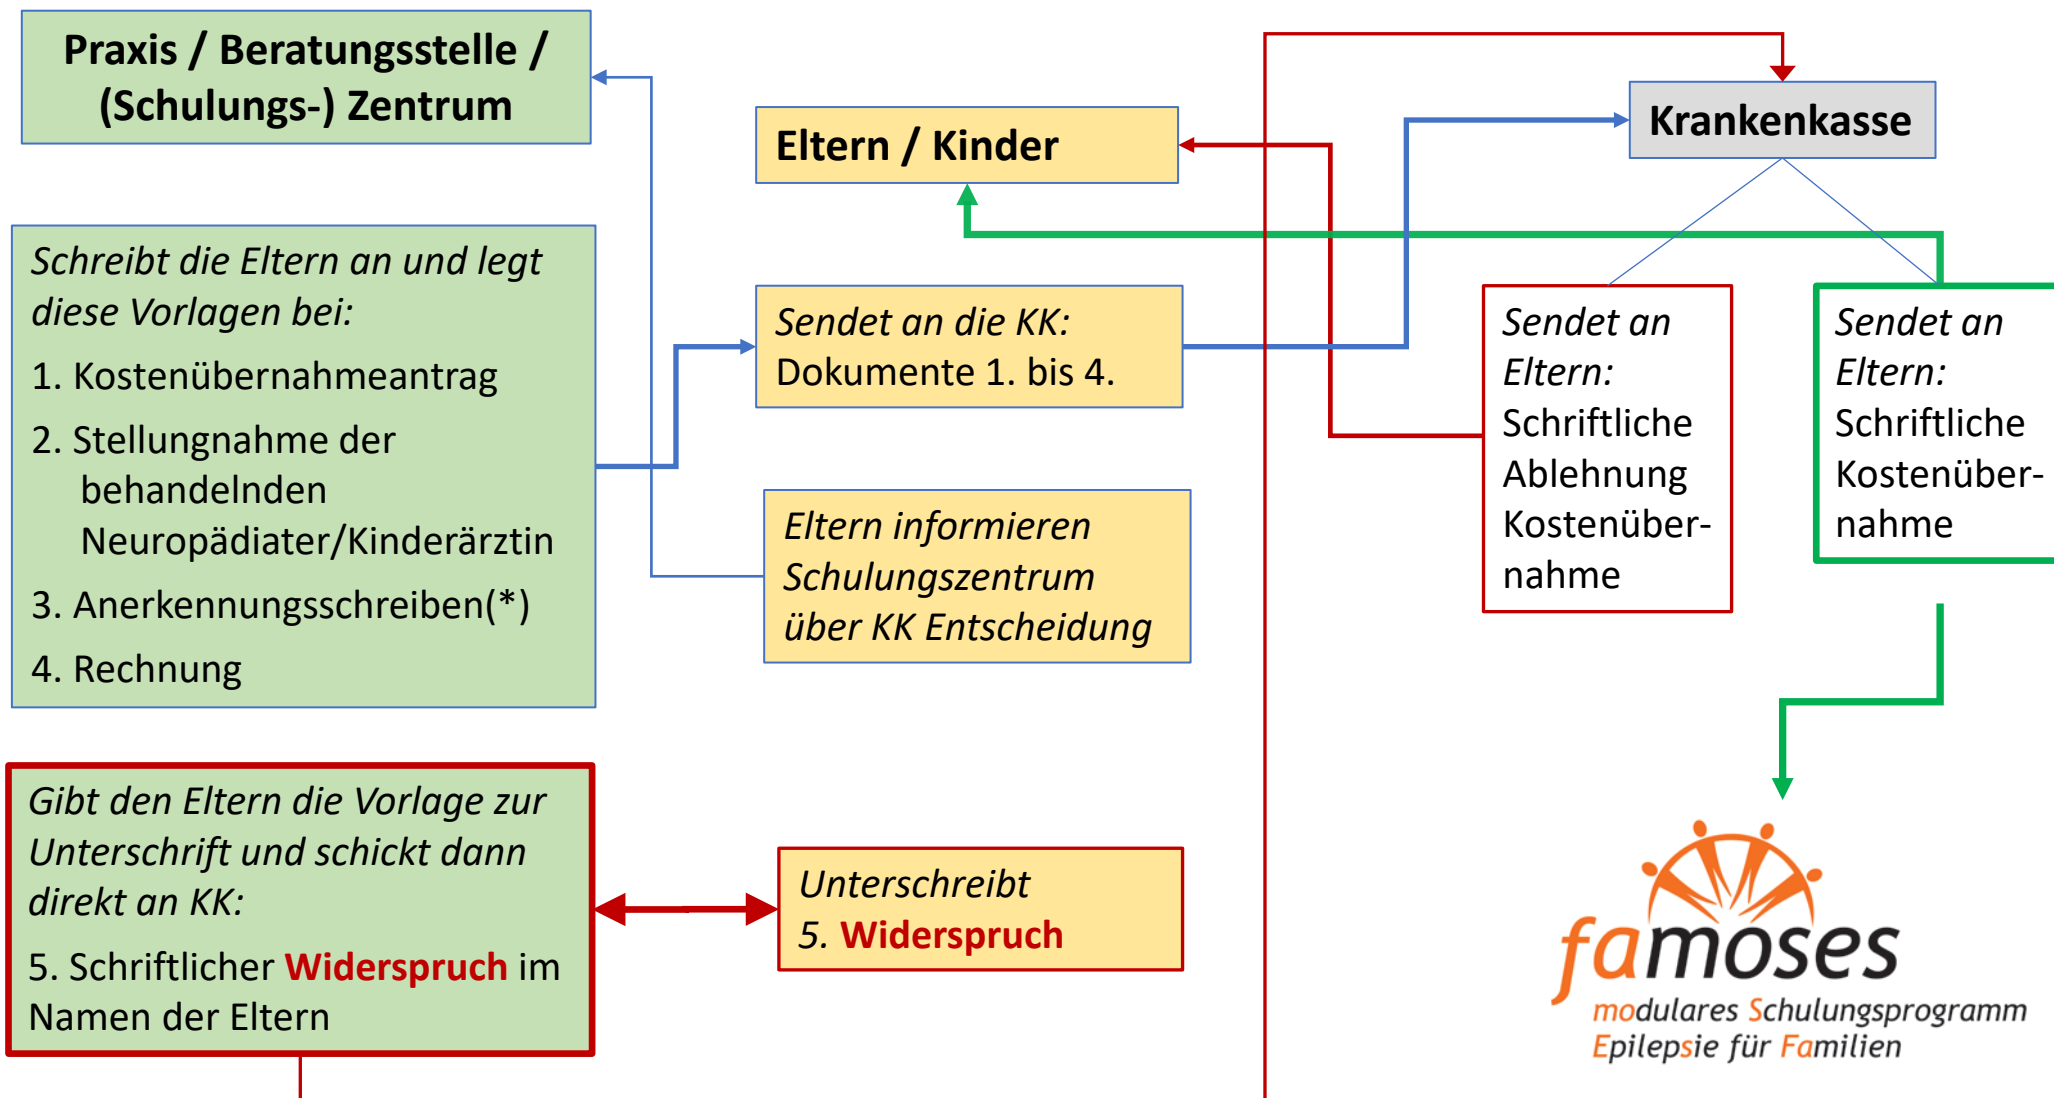 Praxis / Beratungsstelle /
(Schulungs-) Zentrum
Schreibt die Eltern an und legt
diese Vorlagen bei:
1. Kostenübernahmeantrag
2. Stellungnahme der
behandelnden
Neuropädiater/Kinderärztin
3. Anerkennungsschreiben(*)
4. Rechnung
Gibt den Eltern die Vorlage zur
Unterschrift und schickt dann
direkt an KK:
5. Schriftlicher Widerspruch im
Namen der Eltern
Eltern / Kinder
Sendet an die KK:
Dokumente 1. bis 4.
Eltern informieren
Schulungszentrum
über KK Entscheidung
Unterschreibt
5. Widerspruch
Krankenkasse
Sendet an
Eltern:
Schriftliche
Ablehnung
Kostenüber-
nahme
Sendet an
Eltern:
Schriftliche
Kostenüber-
nahme
famoses
modulares Schulungsprogramm
Epilepsie für Familien